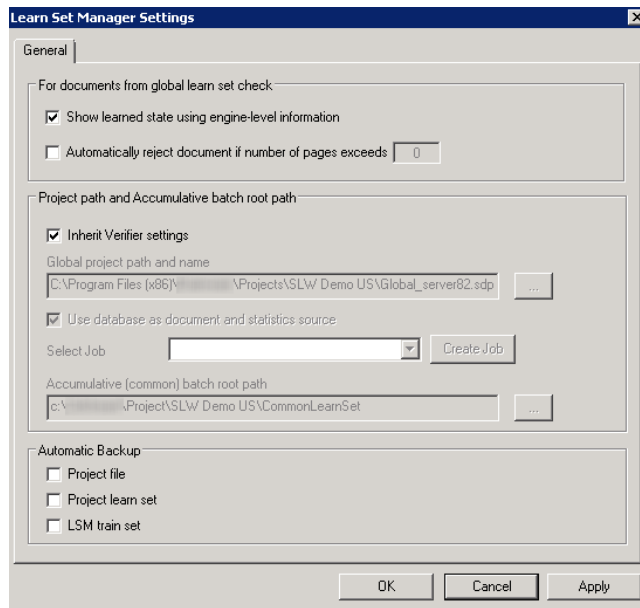 Learn Set Manager Settings
General
For documents from global learn set check
Show learned state using engine-level information
Automatically reject document if number of pages exceeds 0
Project path and Accumulative batch root path
Inherit Verifier settings
Global project path and name
C:\Program Files (x86)\ \Projects\SLW Demo US\Global_server82.sdp ...
Use database as document and statistics source
Select Job Create Job
Accumulative (common) batch root path
c:\ \Project\SLW Demo US\CommonLearnSet ...
Automatic Backup
Project file
Project learn set
LSM train set
OK Cancel Apply